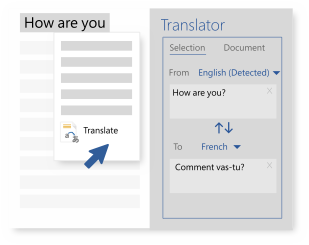 How are you
Translate
Translator
Selection Document
From English (Detected)
How are you? X
To French
Comment vas-tu? X